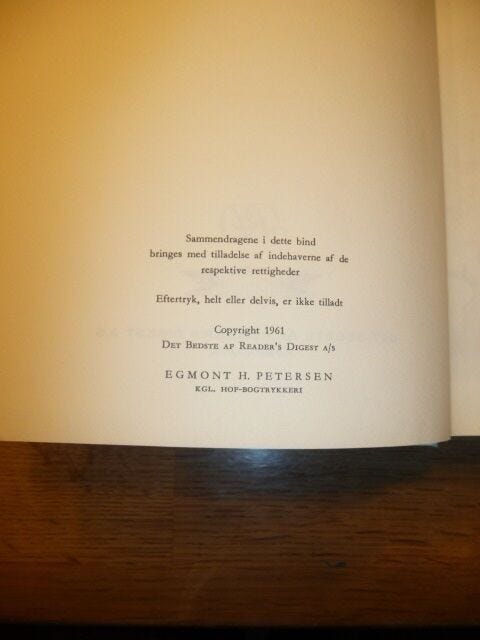 Sammendragene i dette bind
bringes med tilladelse af indehaverne af de
respektive rettigheder
Eftertryk, helt eller delvis, er ikke tilladt
Copyright 1961
DET BEDSTE AF READER'S DIGEST A/S
EGMONT H. PETERSEN
KGL. HOF-BOGTRYKKERI